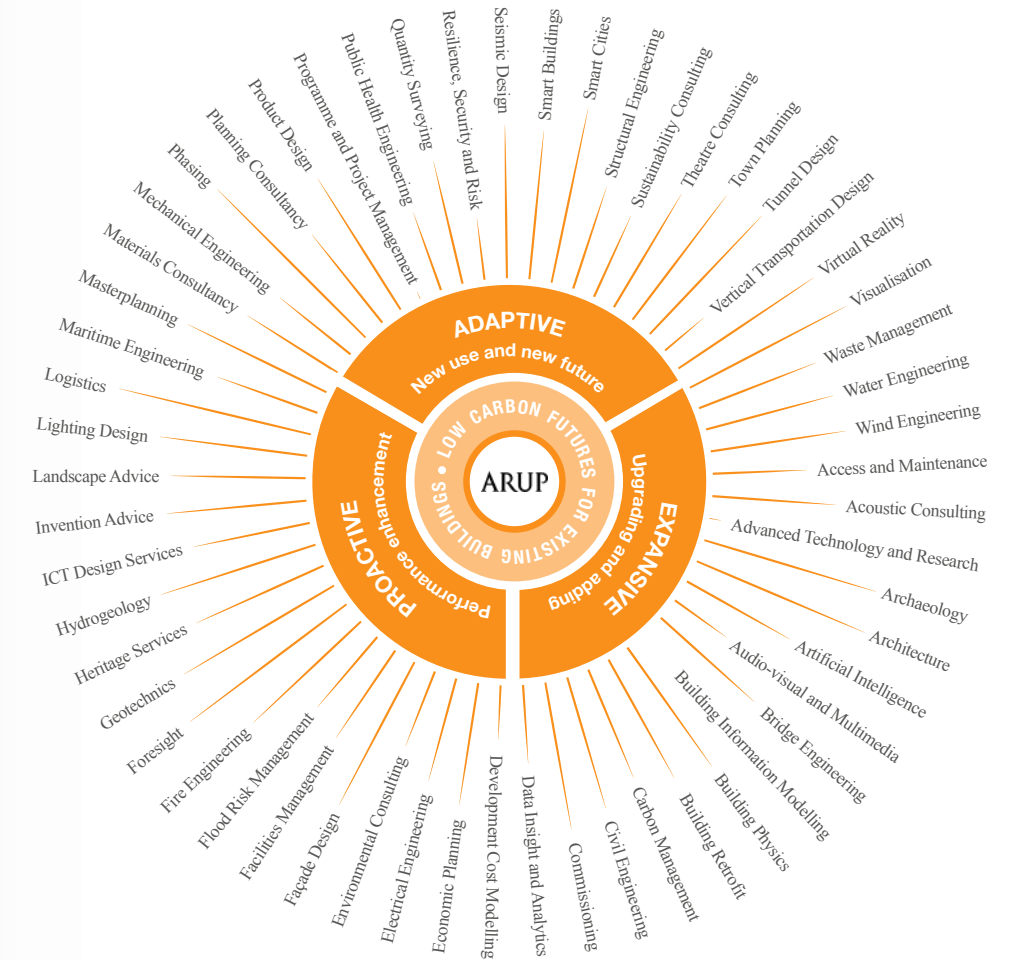 ARUP
LOW CARBON FUTURES FOR EXISTING BUILDINGS •
ADAPTIVE
New use and new future
EXPANSIVE
Upgrading and adding
PROACTIVE
Performance enhancement
Access and Maintenance
Acoustic Consulting
Advanced Technology and Research
Archaeology
Architecture
Artificial Intelligence
Audio-visual and Multimedia
Bridge Engineering
Building Information Modelling
Building Physics
Building Retrofit
Carbon Management
Civil Engineering
Commissioning
Data Insight and Analytics
Development Cost Modelling
Economic Planning
Electrical Engineering
Environmental Consulting
Façade Design
Facilities Management
Flood Risk Management
Fire Engineering
Foresight
Geotechnics
Heritage Services
Hydrogeology
ICT Design Services
Invention Advice
Landscape Advice
Lighting Design
Logistics
Maritime Engineering
Masterplanning
Materials Consultancy
Mechanical Engineering
Phasing
Planning Consultancy
Product Design
Programme and Project Management
Public Health Engineering
Quantity Surveying
Resilience, Security and Risk
Seismic Design
Smart Buildings
Smart Cities
Structural Engineering
Sustainability Consulting
Theatre Consulting
Town Planning
Tunnel Design
Vertical Transportation Design
Virtual Reality
Visualisation
Waste Management
Water Engineering
Wind Engineering